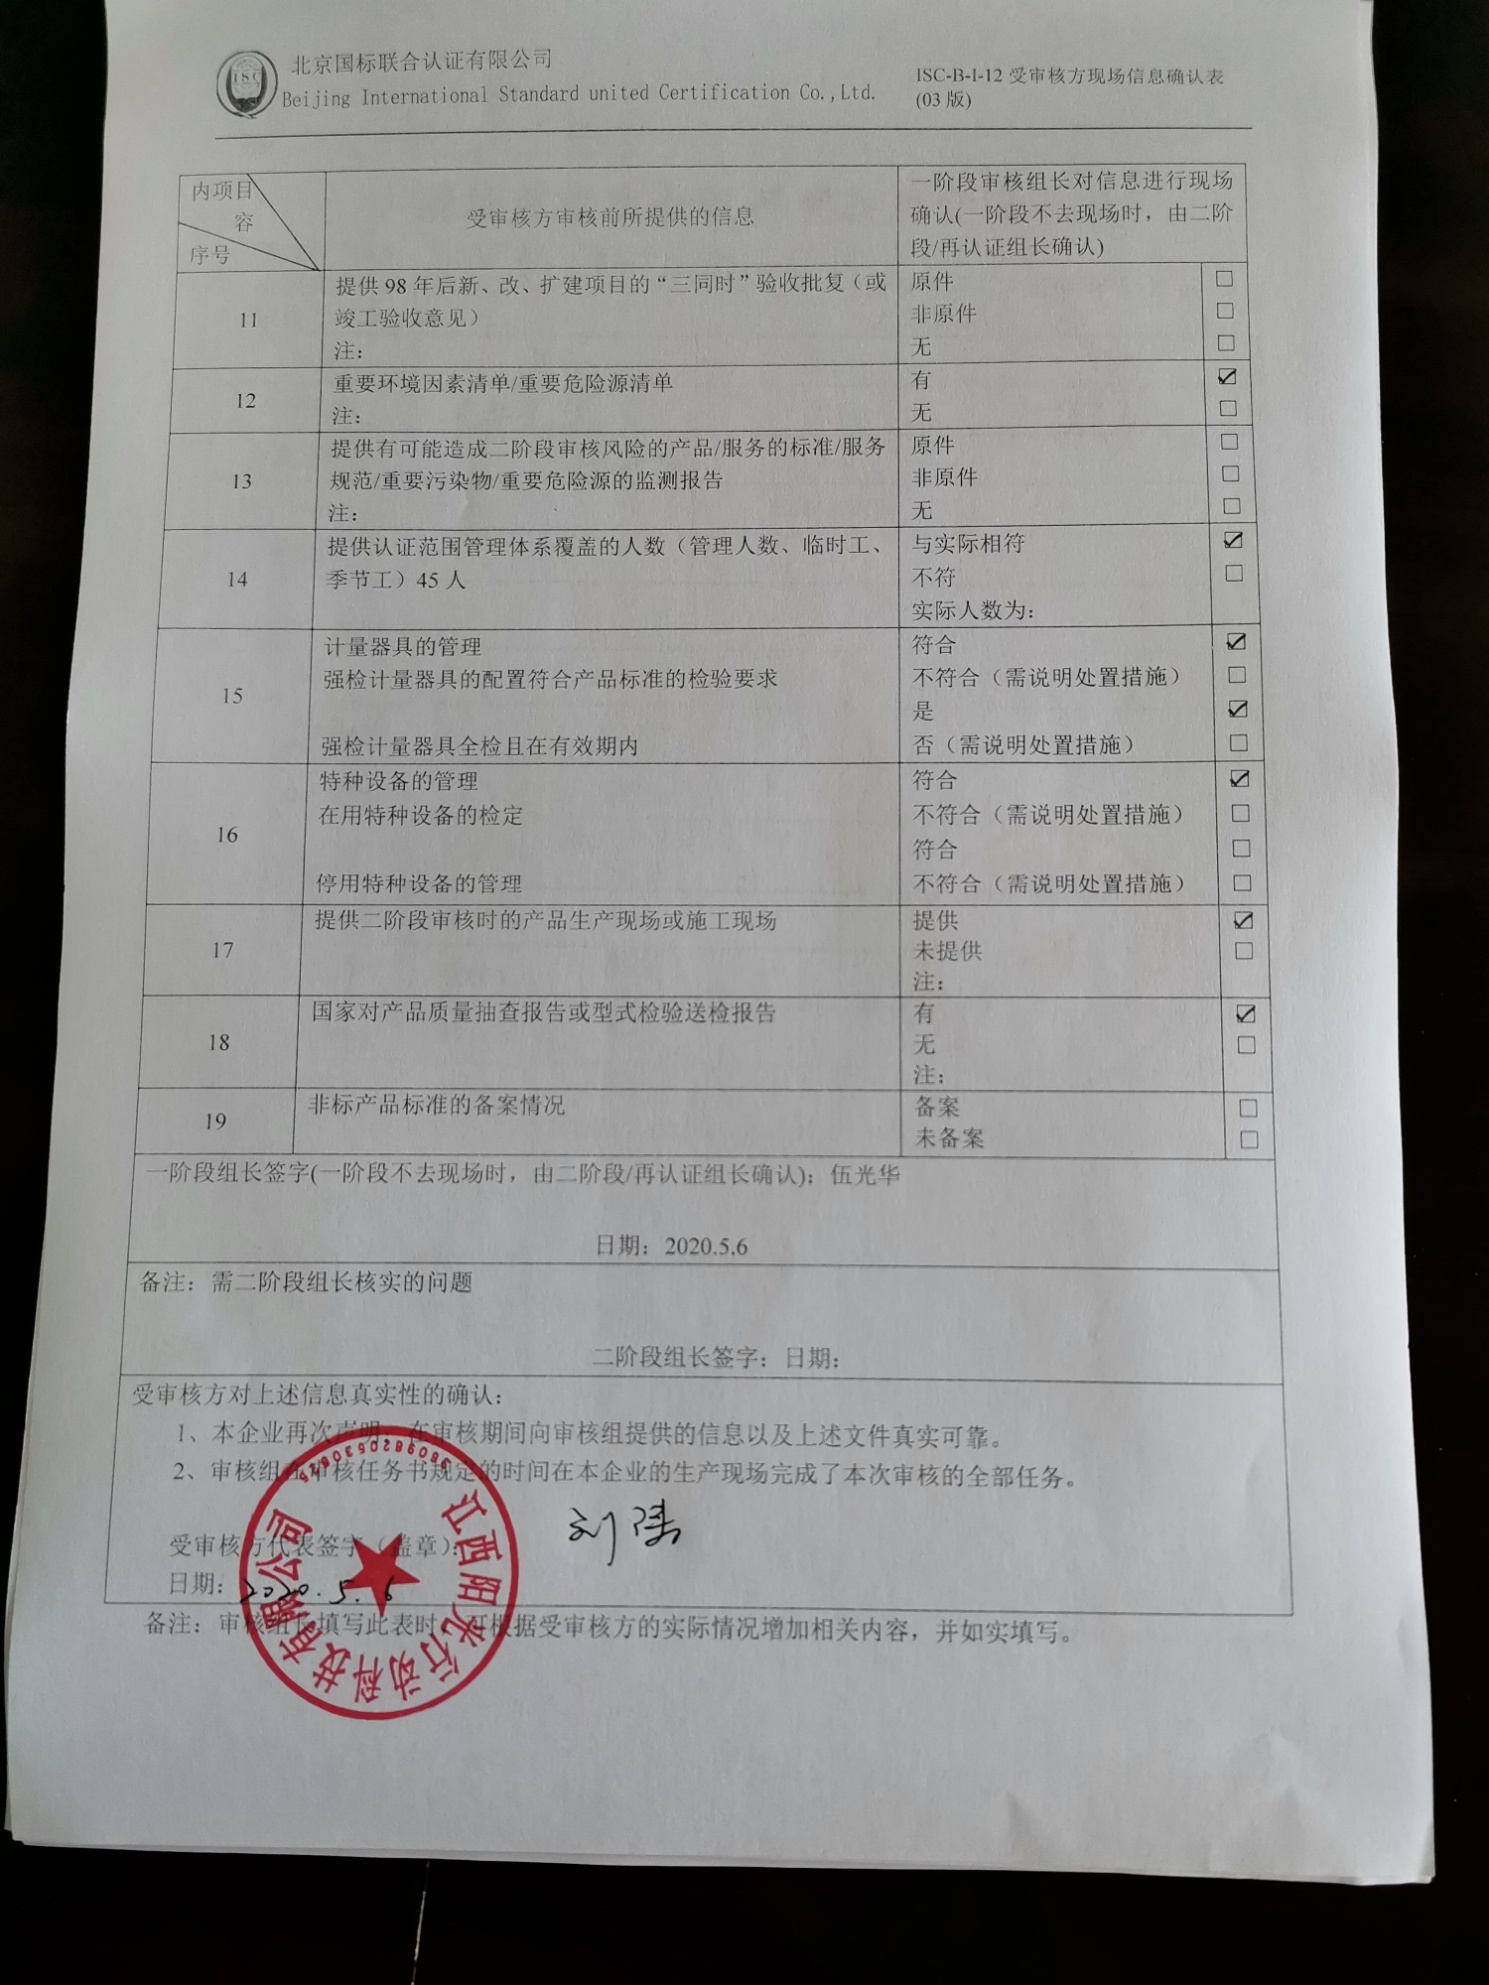 北京国标联合认证有限公司
Beijing International Standard united Certification Co.,Ltd.
ISC-B-I-12 受审核方现场信息确认表
(03 版)
ISC
内项目
容
序号
受审核方审核前所提供的信息
一阶段审核组长对信息进行现场
确认(一阶段不去现场时，由二阶
段/再认证组长确认)
11
提供 98 年后新、改、扩建项目的“三同时”验收批复（或
竣工验收意见）
注：
原件 □
非原件 □
无 □
12
重要环境因素清单/重要危险源清单
注：
有 ☑
无 □
13
提供有可能造成二阶段审核风险的产品/服务的标准/服务
规范/重要污染物/重要危险源的监测报告
注：
原件 □
非原件 □
无 □
14
提供认证范围管理体系覆盖的人数（管理人数、临时工、
季节工）45 人
与实际相符 ☑
不符 □
实际人数为：
15
计量器具的管理
强检计量器具的配置符合产品标准的检验要求
强检计量器具全检且在有效期内
符合 ☑
不符合（需说明处置措施） □
是 ☑
否（需说明处置措施） □
16
特种设备的管理
在用特种设备的检定
停用特种设备的管理
符合 ☑
不符合（需说明处置措施） □
符合 □
不符合（需说明处置措施） □
17
提供二阶段审核时的产品生产现场或施工现场
提供 ☑
未提供 □
注：
18
国家对产品质量抽查报告或型式检验送检报告
有 ☑
无 □
注：
19
非标产品标准的备案情况
备案 □
未备案 □
一阶段组长签字(一阶段不去现场时，由二阶段/再认证组长确认)：伍光华
日期：2020.5.6
备注：需二阶段组长核实的问题
二阶段组长签字：日期：
受审核方对上述信息真实性的确认：
1、本企业再次声明，在审核期间向审核组提供的信息以及上述文件真实可靠。
2、审核组在审核任务书规定的时间在本企业的生产现场完成了本次审核的全部任务。
受审核方代表签字（盖章）： 刘
日期：2020.5.6
江西阳光行动科技有限公司
备注：审核组长填写此表时，可根据受审核方的实际情况增加相关内容，并如实填写。